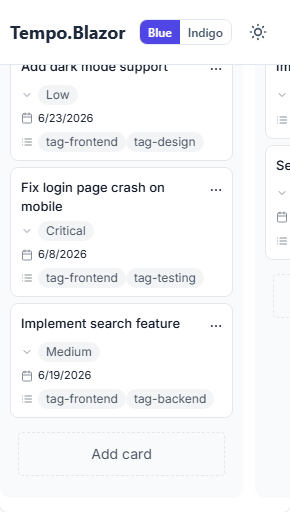 Tempo.Blazor
Blue
Indigo
Add dark mode support
...
Low
6/23/2026
tag-frontend
tag-design
Fix login page crash on
mobile
...
Critical
6/8/2026
tag-frontend
tag-testing
Implement search feature
...
Medium
6/19/2026
tag-frontend
tag-backend
Add card
Im
Se